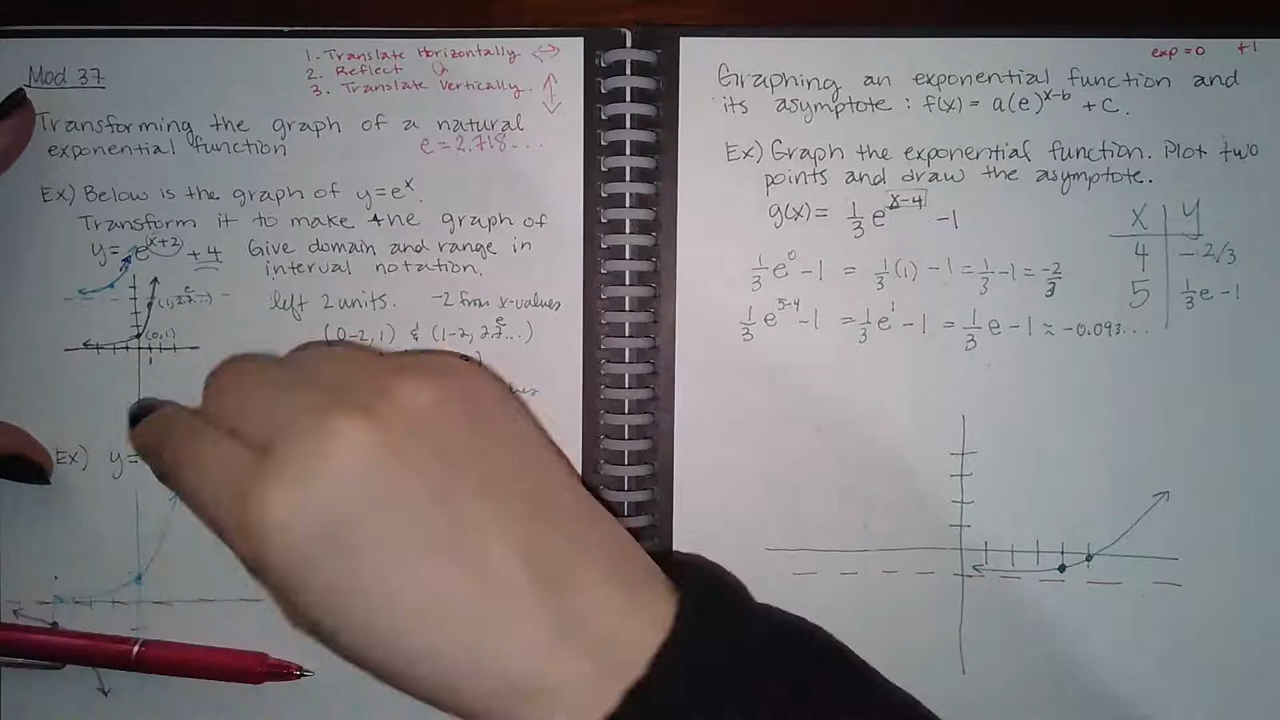 Mod 37
1. Translate Horizontally ↔
2. Reflect
3. Translate Vertically. ↕
Transforming the graph of a natural
exponential function e = 2.718...
Ex) Below is the graph of y=e^x.
Transform it to make the graph of
y= e^(x+2) + 4 Give domain and range in
interval notation.
left 2 units. -2 from x-values
(0-2, 1) & (1-2, 2.7...)
(0,1)
Ex) y=
exp = 0 +1
Graphing an exponential function and
its asymptote : f(x) = a(e)^x-b + C.
Ex) Graph the exponential function. Plot two
points and draw the asymptote.
g(x) = 1/3 e^x-4 -1
x y
4 -2/3
5 1/3 e -1
1/3 e^0 - 1 = 1/3 (1) - 1 = 1/3 - 1 = -2/3
1/3 e^5-4 - 1 = 1/3 e^1 - 1 = 1/3 e - 1 ≈ -0.093...